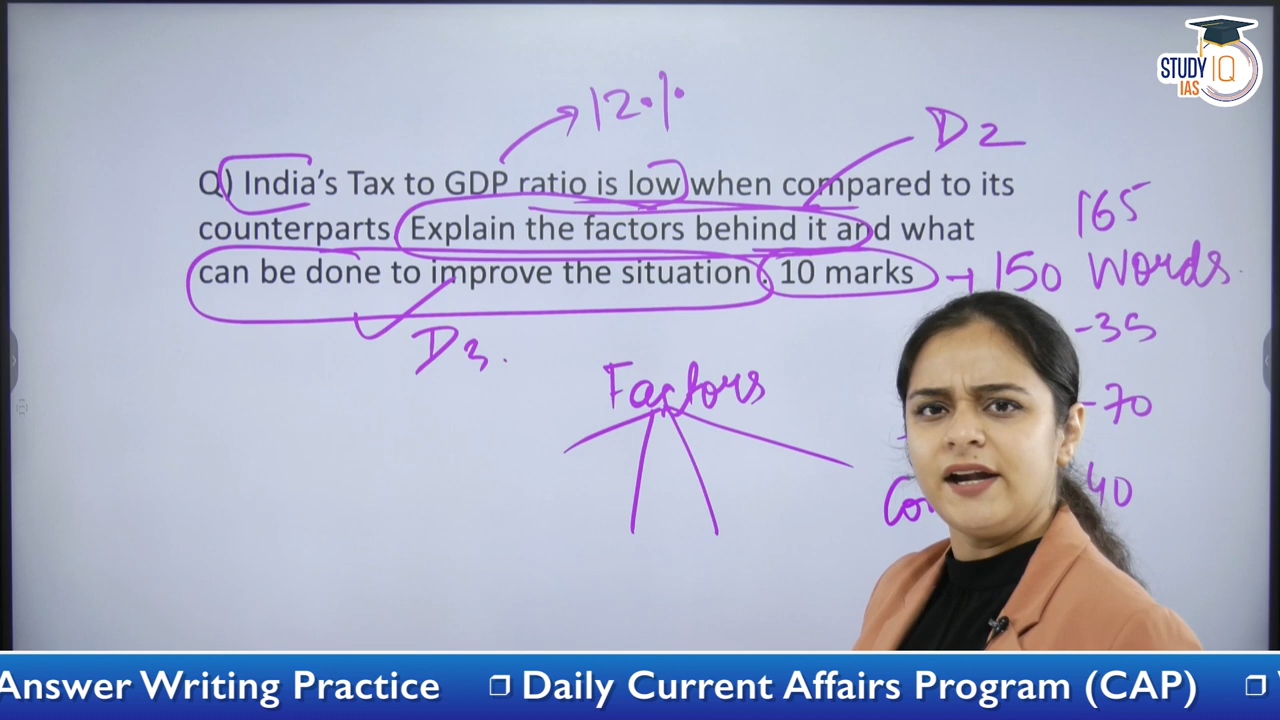 STUDY IQ
IAS
12%
D2
Q) India's Tax to GDP ratio is low when compared to its
counterparts. Explain the factors behind it and what
can be done to improve the situation. 10 marks
165
→ 150 Words.
D3.
-35
Factors
-70
40
Answer Writing Practice ❐ Daily Current Affairs Program (CAP) ❐